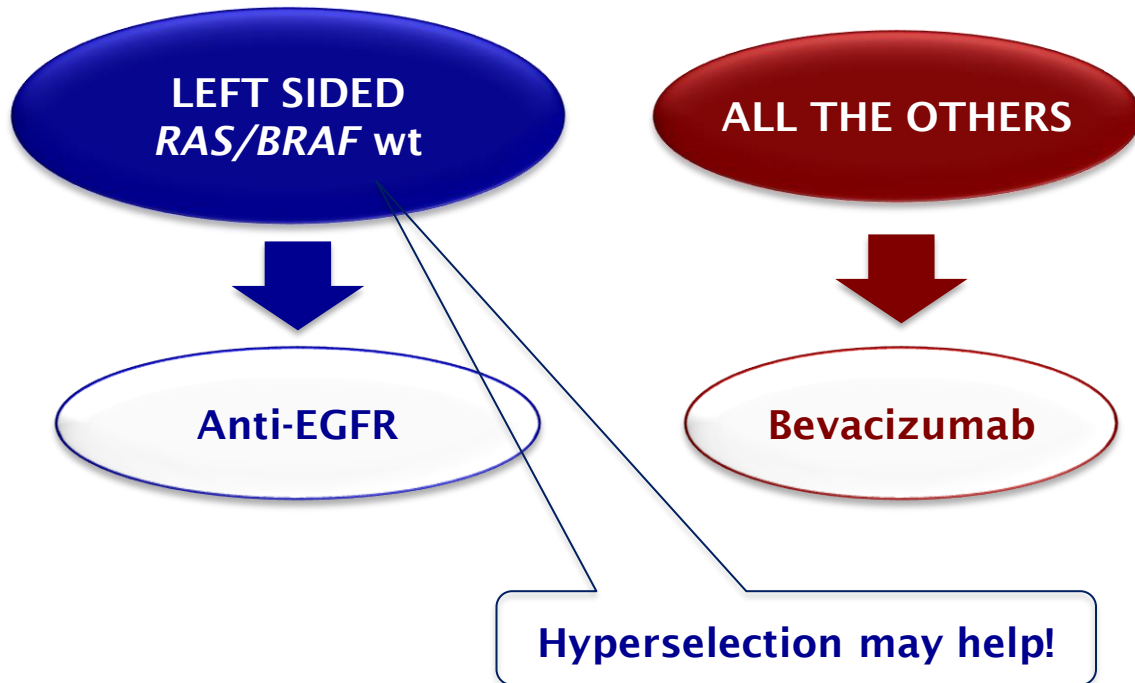 LEFT SIDED
RAS/BRAF wt
ALL THE OTHERS
Anti-EGFR
Bevacizumab
Hyperselection may help!